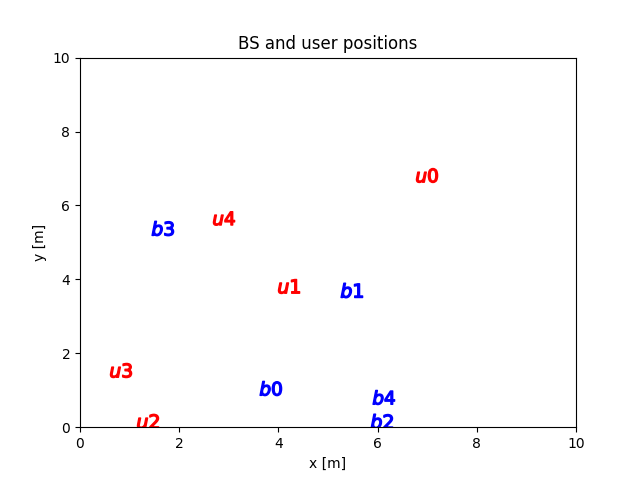 BS and user positions
10
8
6
4
2
0
y [m]
u0
u4
b3
u1
b1
u3
b0
b4
u2
b2
0 2 4 6 8 10
x [m]